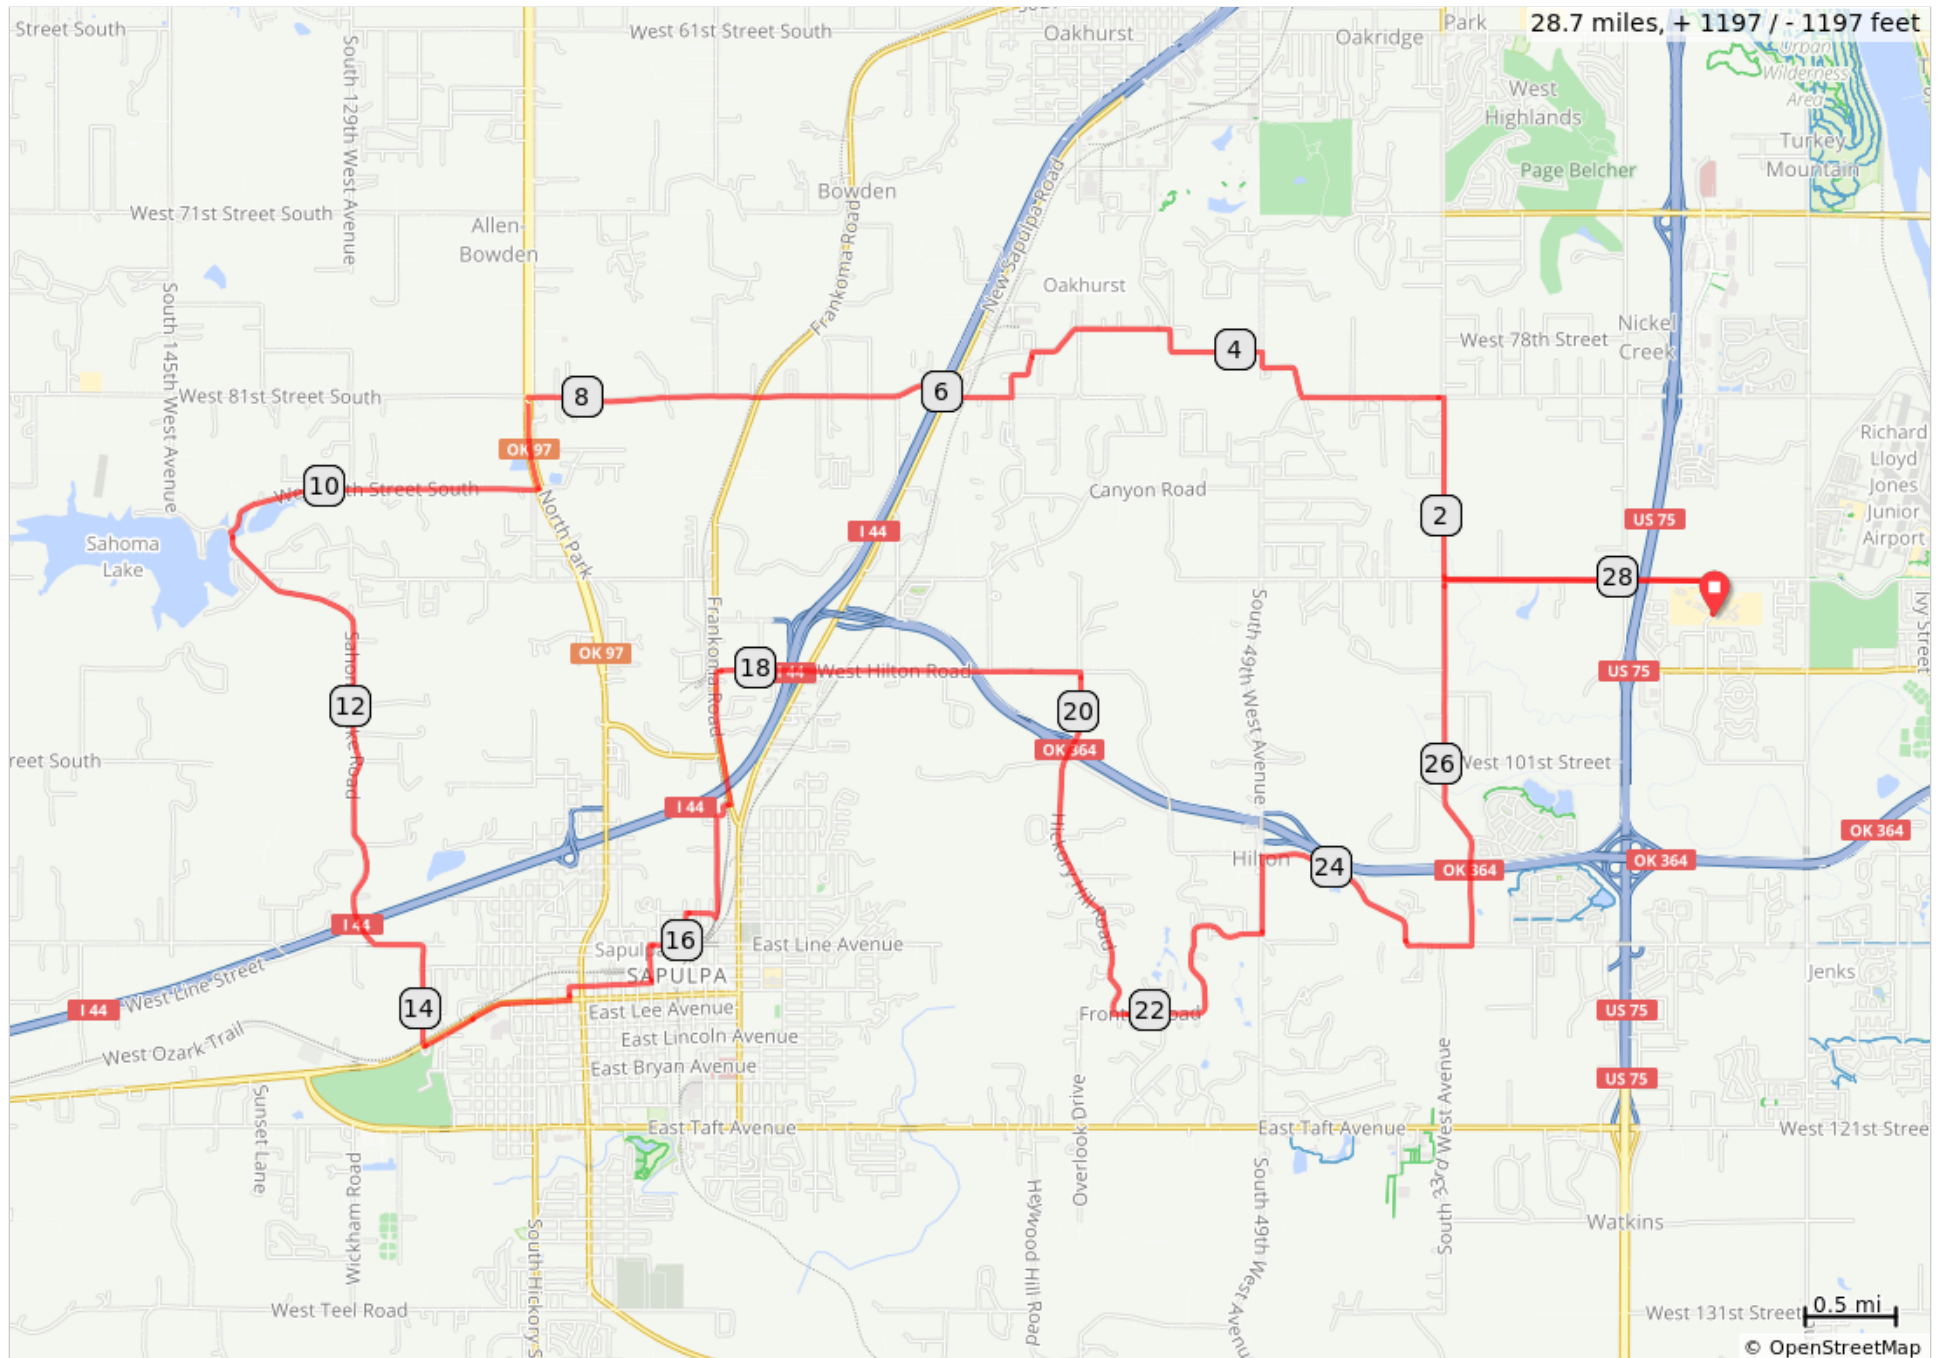 28.7 miles, + 1197 / - 1197 feet
Street South
West 61st Street South
Oakhurst
Oakridge
Park
South 129th West Avenue
Urban
Wilderness
Area
West
Highlands
Turkey
Mountain
Page Belcher
Bowden
New Sapulpa Road
West 71st Street South
Allen-
Bowden
Frankoma Road
Oakhurst
South 145th West Avenue
Nickel
Creek
West 78th Street
4
6
8
West 81st Street South
OK 97
Richard
Lloyd
Jones
Junior
Airport
10
th Street South
Canyon Road
2
US 75
North Park
I 44
Sahoma
Lake
28
Frankoma Road
South 49th West Avenue
Ivy Street
OK 97
18
44
West Hilton Road
US 75
12
20
OK 364
reet South
26
West 101st Street
I 44
Hickory Hill Road
OK 364
Hilton
24
OK 364
OK 364
I 44
16
East Line Avenue
SAPULPA
West Line Street
Jenks
14
I 44
East Lee Avenue
22
US 75
West Ozark Trail
East Lincoln Avenue
East Bryan Avenue
US 75
Sunset Lane
Overlook Drive
South 33rd West Avenue
East Taft Avenue
East Taft Avenue
West 121st Stree
Wickham Road
Heywood Hill Road
South 49th West Avenu
South Hickory S
Watkins
West Teel Road
West 131st Street
0.5 mi
© OpenStreetMap